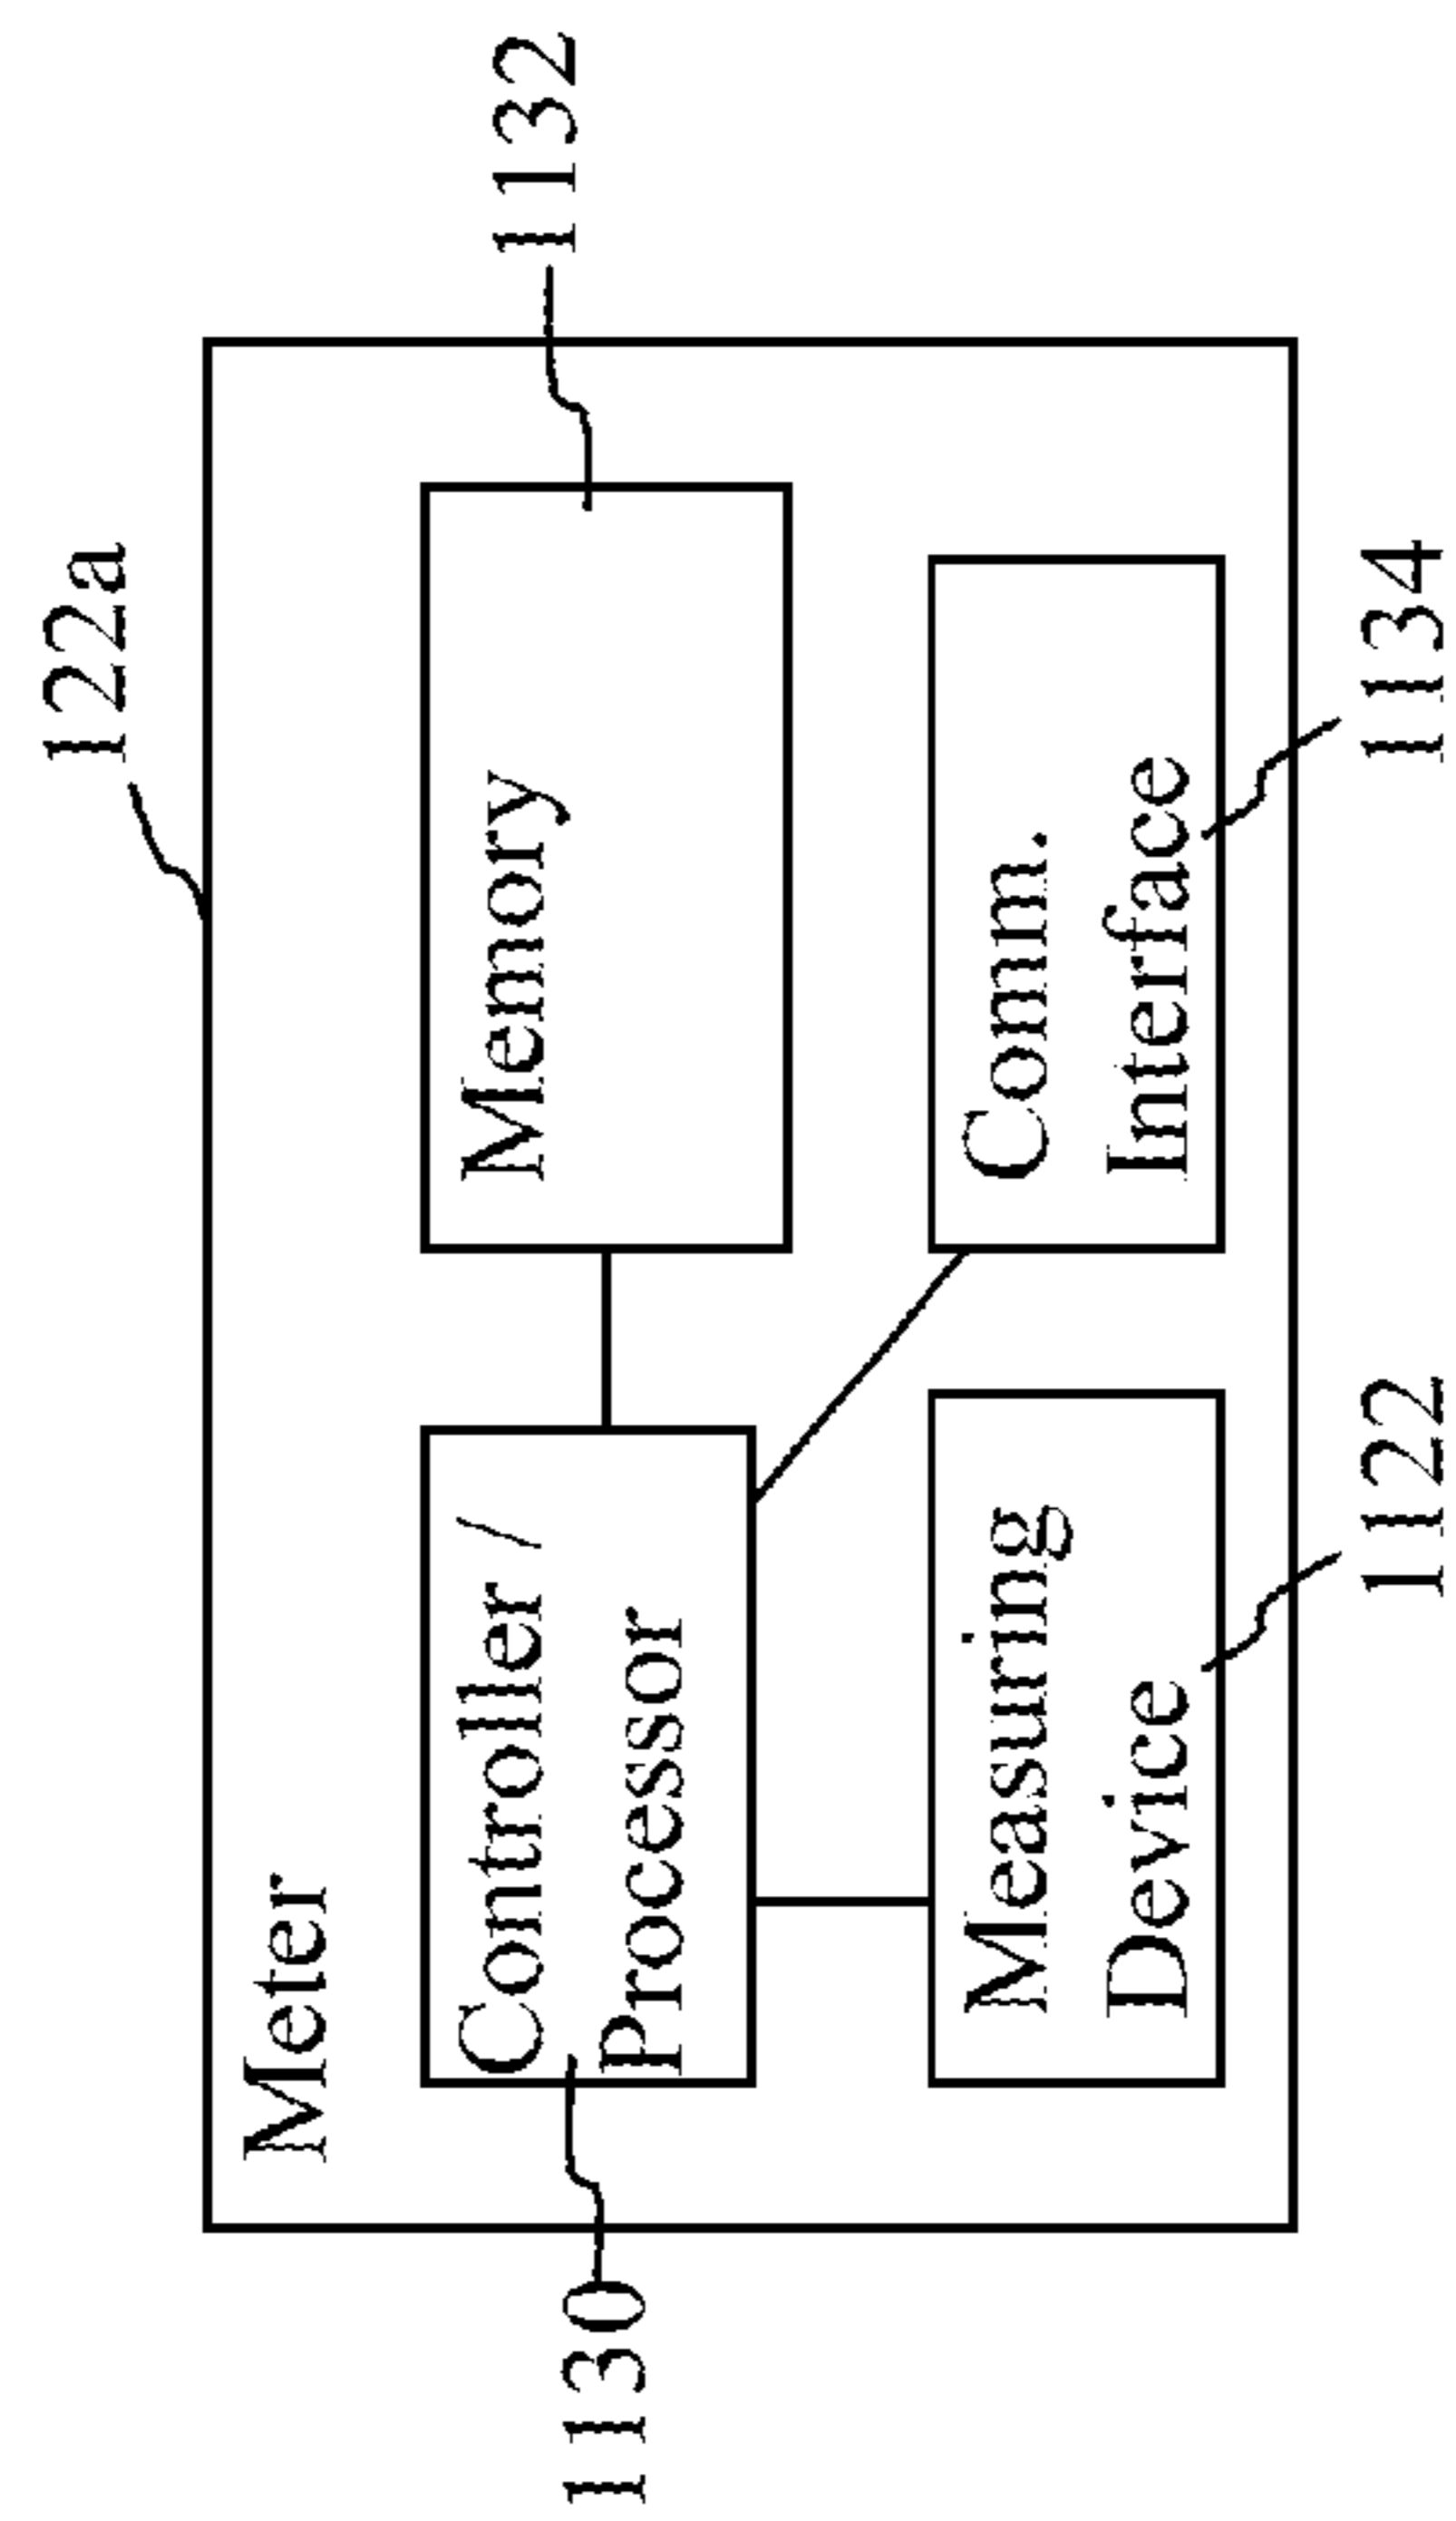 122a
Meter
1132
Controller /
Processor
Memory
1130
Measuring
Device
Comm.
Interface
1122
1134